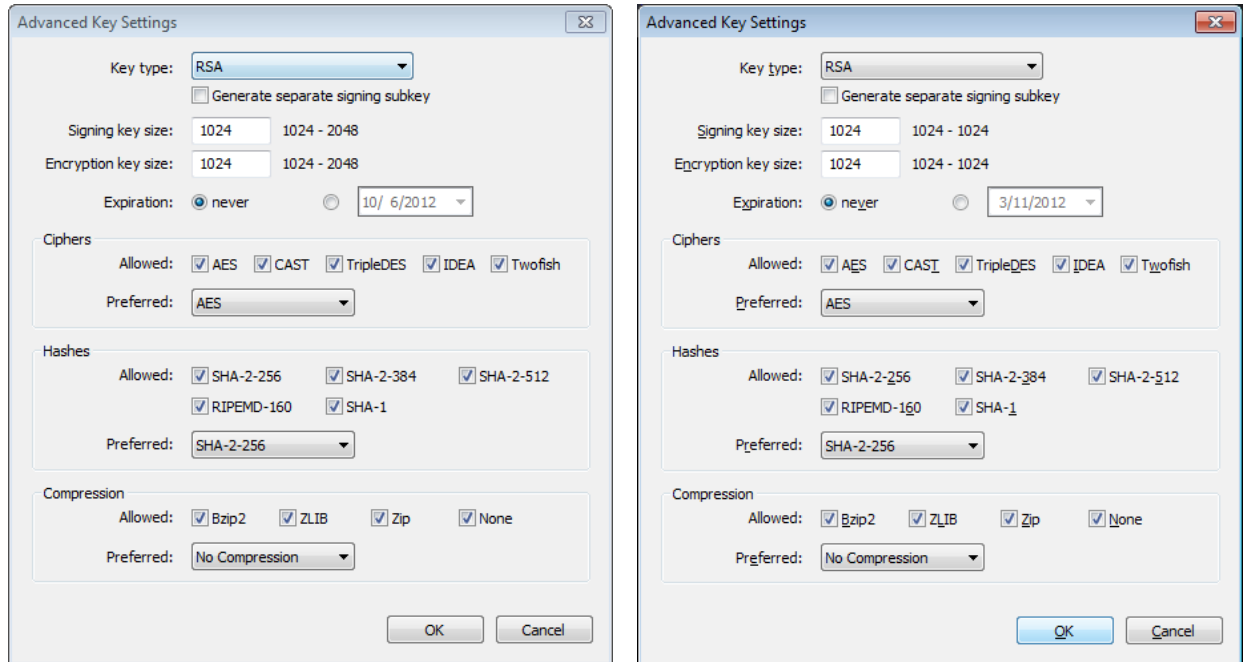 Advanced Key Settings
Key type: RSA
Generate separate signing subkey
Signing key size: 1024 1024 - 2048
Encryption key size: 1024 1024 - 2048
Expiration: never 10/ 6/2012
Ciphers
Allowed: AES CAST TripleDES IDEA Twofish
Preferred: AES
Hashes
Allowed: SHA-2-256 SHA-2-384 SHA-2-512
RIPEMD-160 SHA-1
Preferred: SHA-2-256
Compression
Allowed: Bzip2 ZLIB Zip None
Preferred: No Compression
OK Cancel
Advanced Key Settings
Key type: RSA
Generate separate signing subkey
Signing key size: 1024 1024 - 1024
Encryption key size: 1024 1024 - 1024
Expiration: never 3/11/2012
Ciphers
Allowed: AES CAST TripleDES IDEA Twofish
Preferred: AES
Hashes
Allowed: SHA-2-256 SHA-2-384 SHA-2-512
RIPEMD-160 SHA-1
Preferred: SHA-2-256
Compression
Allowed: Bzip2 ZLIB Zip None
Preferred: No Compression
OK Cancel